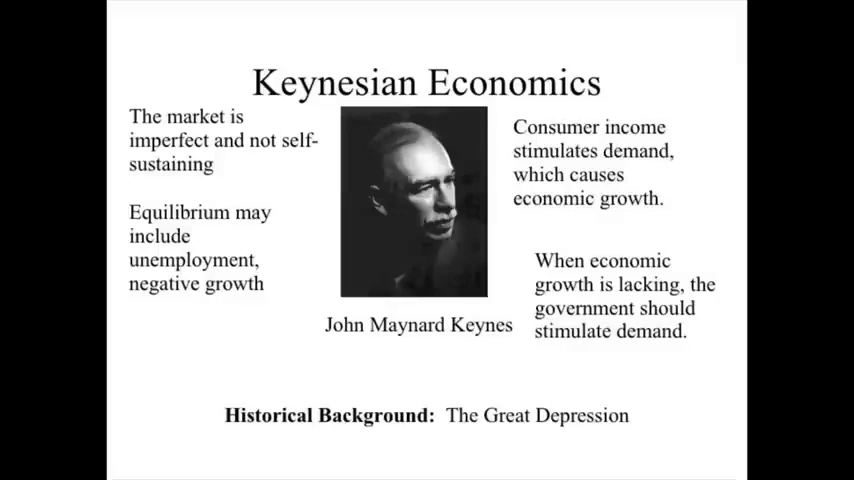 Keynesian Economics
The market is
imperfect and not self-
sustaining
Equilibrium may
include
unemployment,
negative growth
Consumer income
stimulates demand,
which causes
economic growth.
When economic
growth is lacking, the
government should
stimulate demand.
John Maynard Keynes
Historical Background: The Great Depression